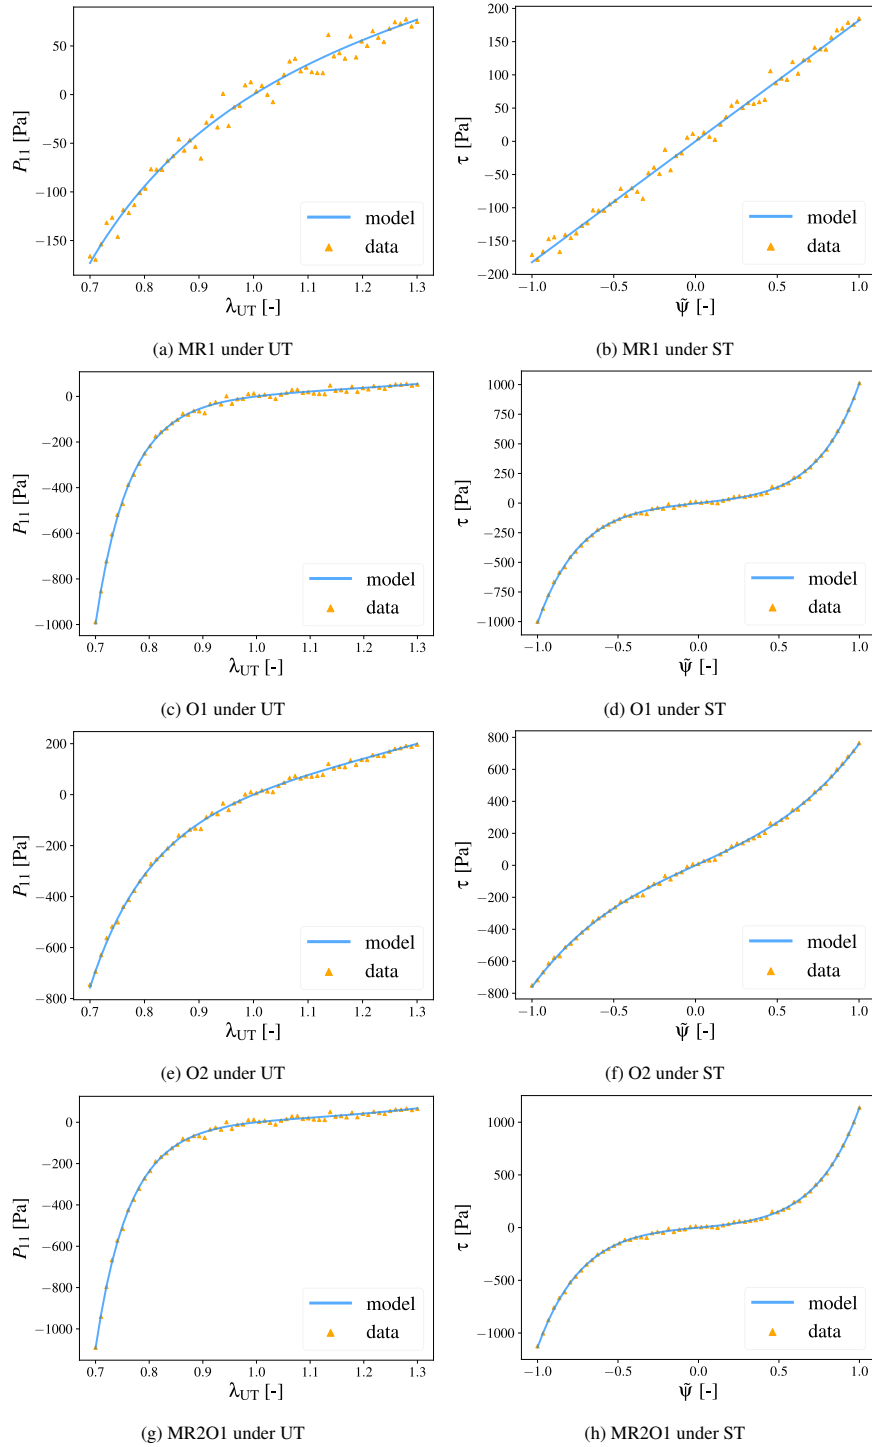 50
0
−50
−100
−150
P11 [Pa]
model
data
0.7 0.8 0.9 1.0 1.1 1.2 1.3
λUT [-]
(a) MR1 under UT
200
150
100
50
0
−50
−100
−150
−200
τ [Pa]
model
data
−1.0 −0.5 0.0 0.5 1.0
ψ̃ [-]
(b) MR1 under ST
0
−200
−400
−600
−800
−1000
P11 [Pa]
model
data
0.7 0.8 0.9 1.0 1.1 1.2 1.3
λUT [-]
(c) O1 under UT
1000
750
500
250
0
−250
−500
−750
−1000
τ [Pa]
model
data
−1.0 −0.5 0.0 0.5 1.0
ψ̃ [-]
(d) O1 under ST
200
0
−200
−400
−600
−800
P11 [Pa]
model
data
0.7 0.8 0.9 1.0 1.1 1.2 1.3
λUT [-]
(e) O2 under UT
800
600
400
200
0
−200
−400
−600
−800
τ [Pa]
model
data
−1.0 −0.5 0.0 0.5 1.0
ψ̃ [-]
(f) O2 under ST
0
−200
−400
−600
−800
−1000
P11 [Pa]
model
data
0.7 0.8 0.9 1.0 1.1 1.2 1.3
λUT [-]
(g) MR2O1 under UT
1000
500
0
−500
−1000
τ [Pa]
model
data
−1.0 −0.5 0.0 0.5 1.0
ψ̃ [-]
(h) MR2O1 under ST